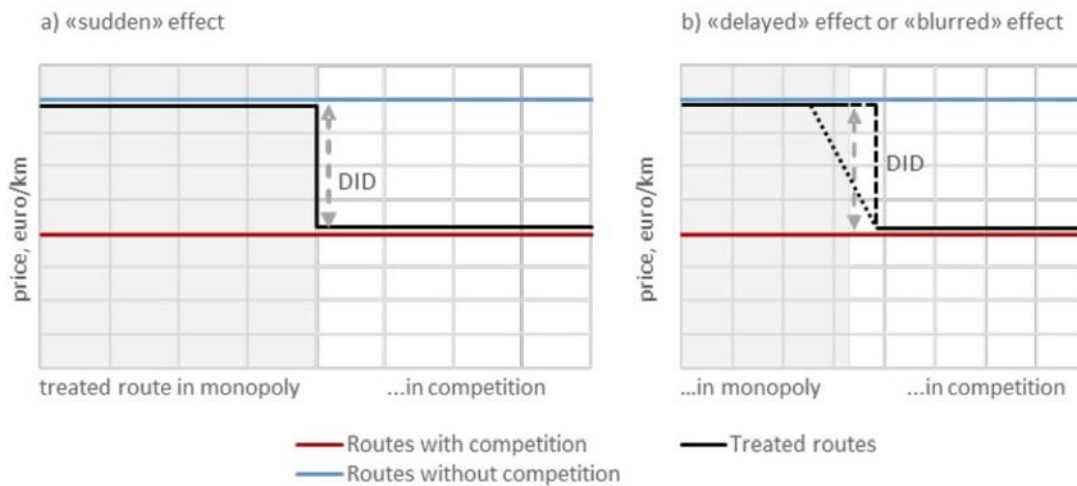 a) «sudden» effect
b) «delayed» effect or «blurred» effect
price, euro/km
DID
price, euro/km
DID
treated route in monopoly
...in competition
...in monopoly
...in competition
Routes with competition
Treated routes
Routes without competition